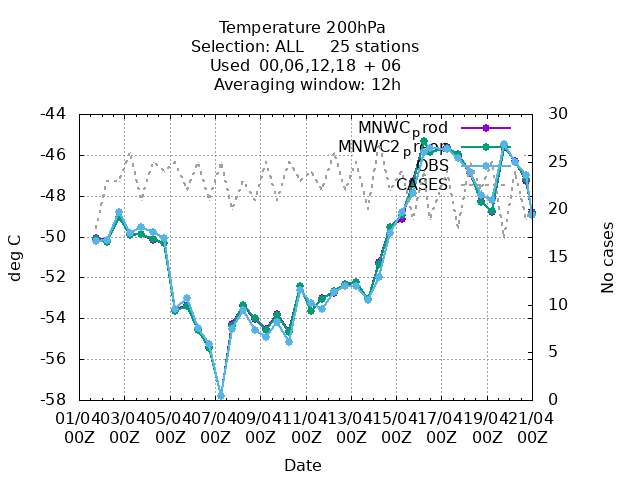 Temperature 200hPa
Selection: ALL 25 stations
Used 00,06,12,18 + 06
Averaging window: 12h
-44
-46
-48
-50
-52
-54
-56
-58
30
25
20
15
10
5
0
deg C
No cases
MNWCprod
MNWC2preop
OBS
CASES
01/04 03/04 05/04 07/04 09/04 11/04 13/04 15/04 17/04 19/04 21/04
00Z 00Z 00Z 00Z 00Z 00Z 00Z 00Z 00Z 00Z 00Z
Date